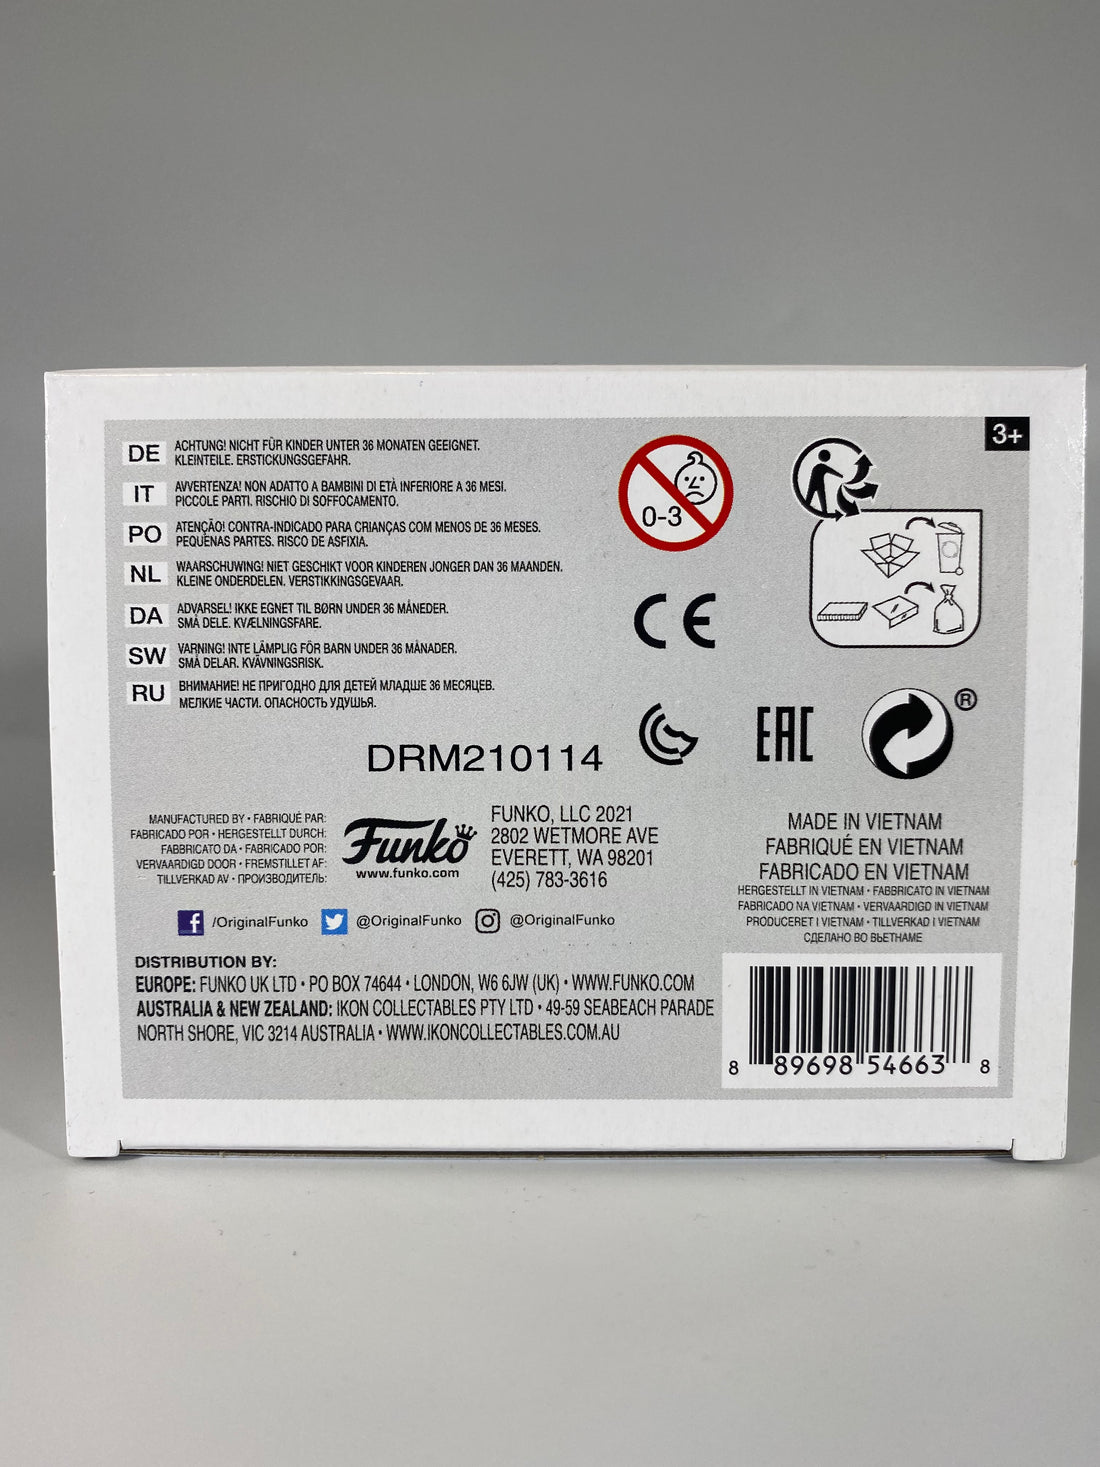 3+
DE ACHTUNG! NICHT FÜR KINDER UNTER 36 MONATEN GEEIGNET.
KLEINTEILE. ERSTICKUNGSGEFAHR.
IT AVVERTENZA! NON ADATTO A BAMBINI DI ETÀ INFERIORE A 36 MESI.
PICCOLE PARTI. RISCHIO DI SOFFOCAMENTO.
PO ATENÇÃO! CONTRA-INDICADO PARA CRIANÇAS COM MENOS DE 36 MESES.
PEQUENAS PARTES. RISCO DE ASFIXIA.
NL WAARSCHUWING! NIET GESCHIKT VOOR KINDEREN JONGER DAN 36 MAANDEN.
KLEINE ONDERDELEN. VERSTIKKINGSGEVAAR.
DA ADVARSEL! IKKE EGNET TIL BØRN UNDER 36 MÅNEDER.
SMÅ DELE. KVÆLNINGSFARE.
SW VARNING! INTE LÄMPLIG FÖR BARN UNDER 36 MÅNADER.
SMÅ DELAR. KVÄVNINGSRISK.
RU ВНИМАНИЕ! НЕ ПРИГОДНО ДЛЯ ДЕТЕЙ МЛАДШЕ 36 МЕСЯЦЕВ.
МЕЛКИЕ ЧАСТИ. ОПАСНОСТЬ УДУШЬЯ.
0-3
CE
EAC
®
DRM210114
MANUFACTURED BY • FABRIQUÉ PAR:
FABRICADO POR • HERGESTELLT DURCH:
FABBRICATO DA • FABRICADO POR:
VERVAARDIGD DOOR • FREMSTILLET AF:
TILLVERKAD AV • ПРОИЗВОДИТЕЛЬ:
Funko
www.funko.com
FUNKO, LLC 2021
2802 WETMORE AVE
EVERETT, WA 98201
(425) 783-3616
MADE IN VIETNAM
FABRIQUÉ EN VIETNAM
FABRICADO EN VIETNAM
HERGESTELLT IN VIETNAM • FABBRICATO IN VIETNAM
FABRICADO NA VIETNAM • VERVAARDIGD IN VIETNAM
PRODUCERET I VIETNAM • TILLVERKAD I VIETNAM
СДЕЛАНО ВО ВЬЕТНАМЕ
f /OriginalFunko @OriginalFunko @OriginalFunko
DISTRIBUTION BY:
EUROPE: FUNKO UK LTD • PO BOX 74644 • LONDON, W6 6JW (UK) • WWW.FUNKO.COM
AUSTRALIA & NEW ZEALAND: IKON COLLECTABLES PTY LTD • 49-59 SEABEACH PARADE
NORTH SHORE, VIC 3214 AUSTRALIA • WWW.IKONCOLLECTABLES.COM.AU
8 89698 54663 8